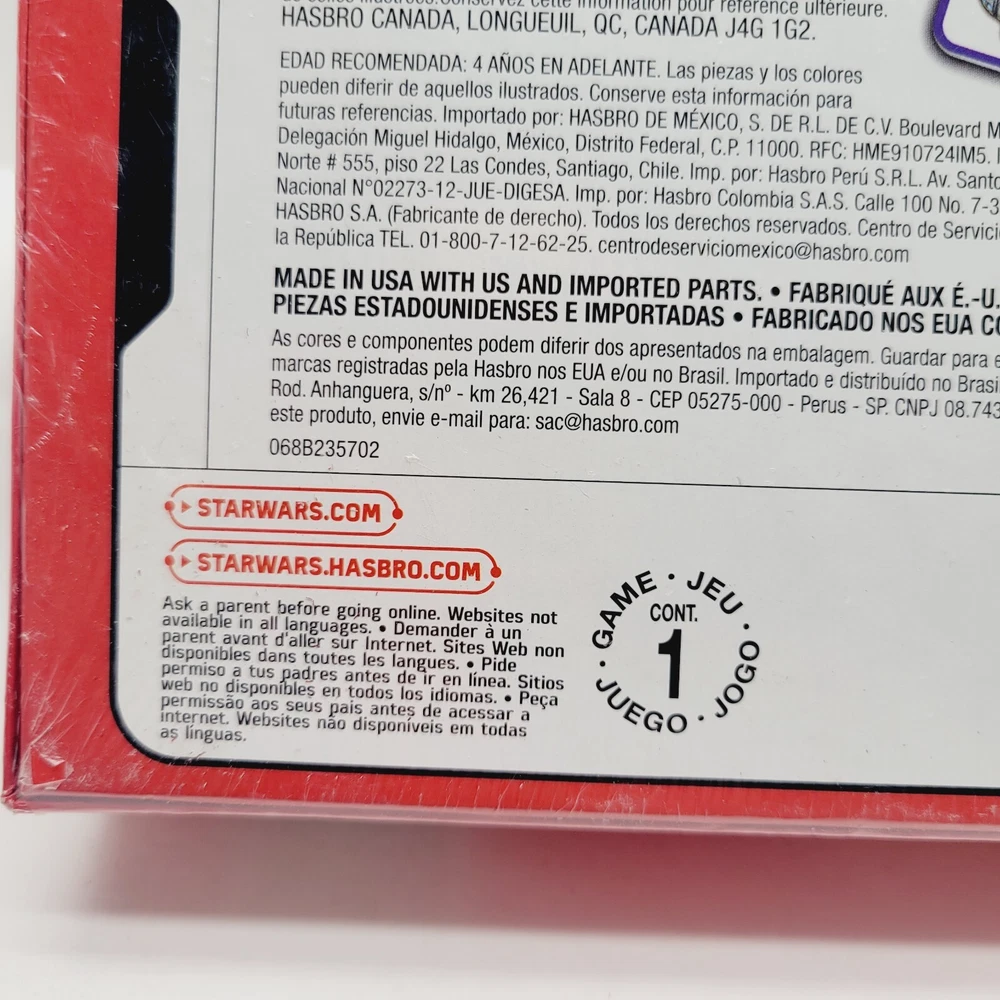 de celles illustrées. Conservez cette information pour référence ultérieure.
HASBRO CANADA, LONGUEUIL, QC, CANADA J4G 1G2.
EDAD RECOMENDADA: 4 AÑOS EN ADELANTE. Las piezas y los colores
pueden diferir de aquellos ilustrados. Conserve esta información para
futuras referencias. Importado por: HASBRO DE MÉXICO, S. DE R.L. DE C.V. Boulevard M
Delegación Miguel Hidalgo, México, Distrito Federal, C.P. 11000. RFC: HME910724IM5.
Norte # 555, piso 22 Las Condes, Santiago, Chile. Imp. por: Hasbro Perú S.R.L. Av. Santo
Nacional N°02273-12-JUE-DIGESA. Imp. por: Hasbro Colombia S.A.S. Calle 100 No. 7-3
HASBRO S.A. (Fabricante de derecho). Todos los derechos reservados. Centro de Servici
la República TEL. 01-800-7-12-62-25. centrodeserviciomexico@hasbro.com
MADE IN USA WITH US AND IMPORTED PARTS. • FABRIQUÉ AUX É.-U.
PIEZAS ESTADOUNIDENSES E IMPORTADAS • FABRICADO NOS EUA CO
As cores e componentes podem diferir dos apresentados na embalagem. Guardar para e
marcas registradas pela Hasbro nos EUA e/ou no Brasil. Importado e distribuído no Brasi
Rod. Anhanguera, s/nº - km 26,421 - Sala 8 - CEP 05275-000 - Perus - SP. CNPJ 08.743
este produto, envie e-mail para: sac@hasbro.com
068B235702
STARWARS.COM
STARWARS.HASBRO.COM
Ask a parent before going online. Websites not
available in all languages. • Demander à un
parent avant d'aller sur Internet. Sites Web non
disponibles dans toutes les langues. • Pide
permiso a tus padres antes de ir en línea. Sitios
web no disponibles en todos los idiomas. • Peça
permissão aos seus pais antes de acessar a
internet. Websites não disponíveis em todas
as línguas.
GAME • JEU • JOGO • JUEGO •
CONT.
1